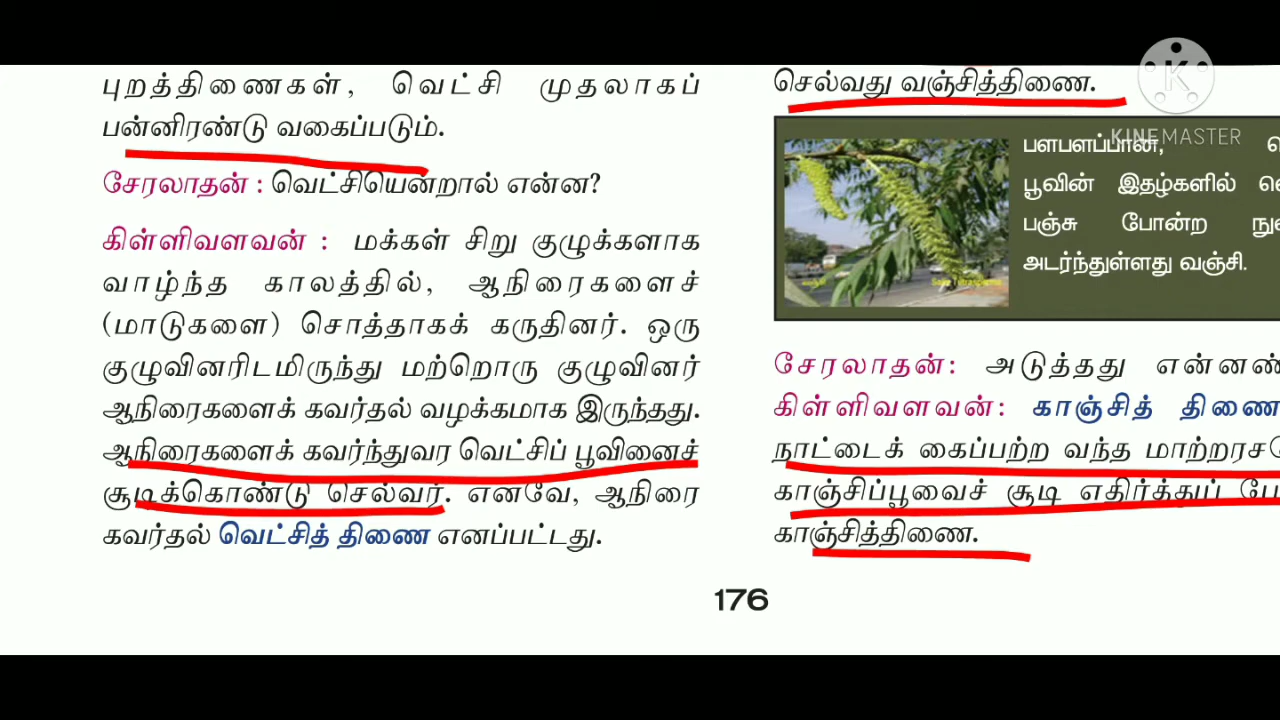 புறத்திணைகள், வெட்சி முதலாகப்
பன்னிரண்டு வகைப்படும்.
சேரலாதன் : வெட்சியென்றால் என்ன?
கிள்ளிவளவன் : மக்கள் சிறு குழுக்களாக
வாழ்ந்த காலத்தில், ஆநிரைகளைச்
(மாடுகளை) சொத்தாகக் கருதினர். ஒரு
குழுவினரிடமிருந்து மற்றொரு குழுவினர்
ஆநிரைகளைக் கவர்தல் வழக்கமாக இருந்தது.
ஆநிரைகளைக் கவர்ந்துவர வெட்சிப் பூவினைச்
சூடிக்கொண்டு செல்வர். எனவே, ஆநிரை
கவர்தல் வெட்சித் திணை எனப்பட்டது.
செல்வது வஞ்சித்திணை.
KINEMASTER
பளபளப்பான,
பூவின் இதழ்களில்
பஞ்சு போன்ற
அடர்ந்துள்ளது வஞ்சி.
சேரலாதன்: அடுத்தது
கிள்ளிவளவன்: காஞ்சித் திணை
நாட்டைக் கைப்பற்ற வந்த
காஞ்சிப்பூவைச் சூடி எதிர்த்துப்
காஞ்சித்திணை.
176